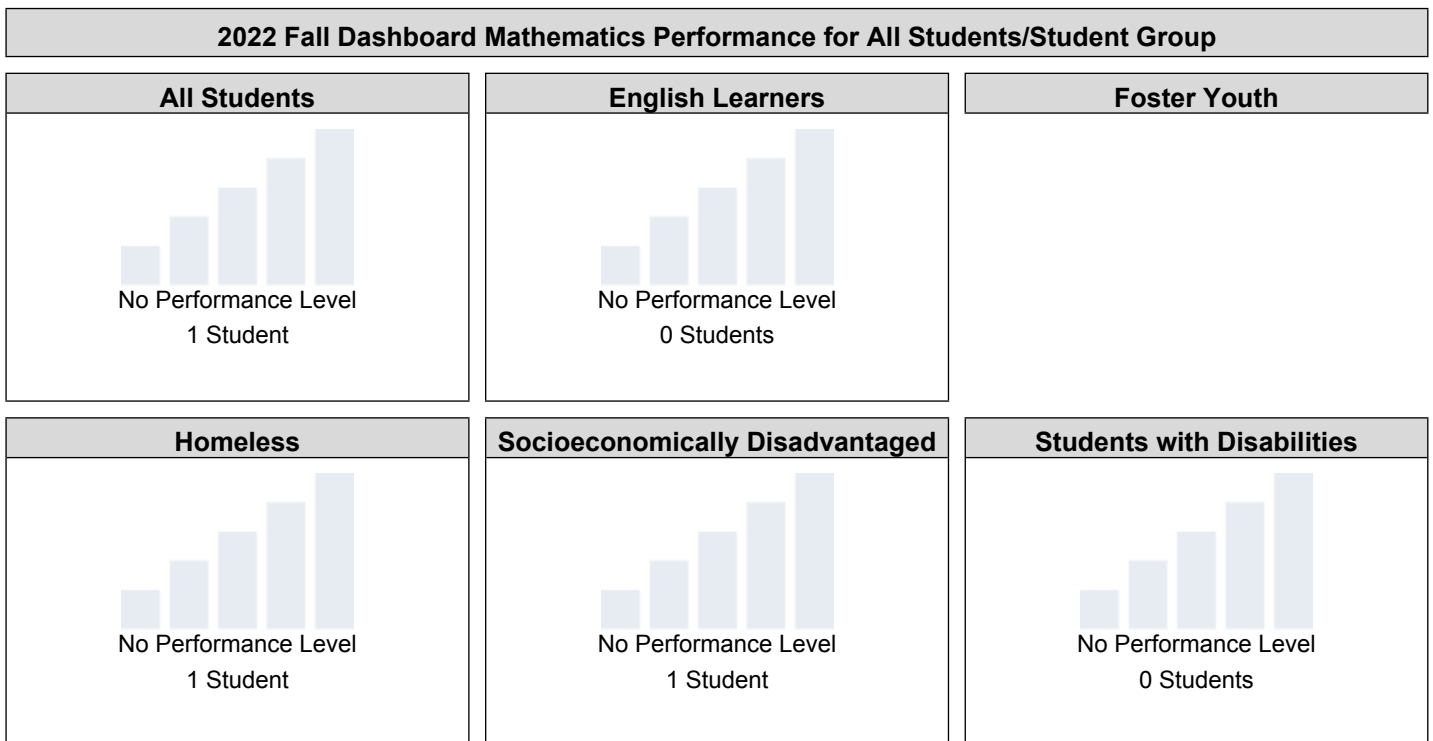 2022 Fall Dashboard Mathematics Performance for All Students/Student Group
All Students
No Performance Level
1 Student
English Learners
No Performance Level
0 Students
Foster Youth
Homeless
No Performance Level
1 Student
Socioeconomically Disadvantaged
No Performance Level
1 Student
Students with Disabilities
No Performance Level
0 Students